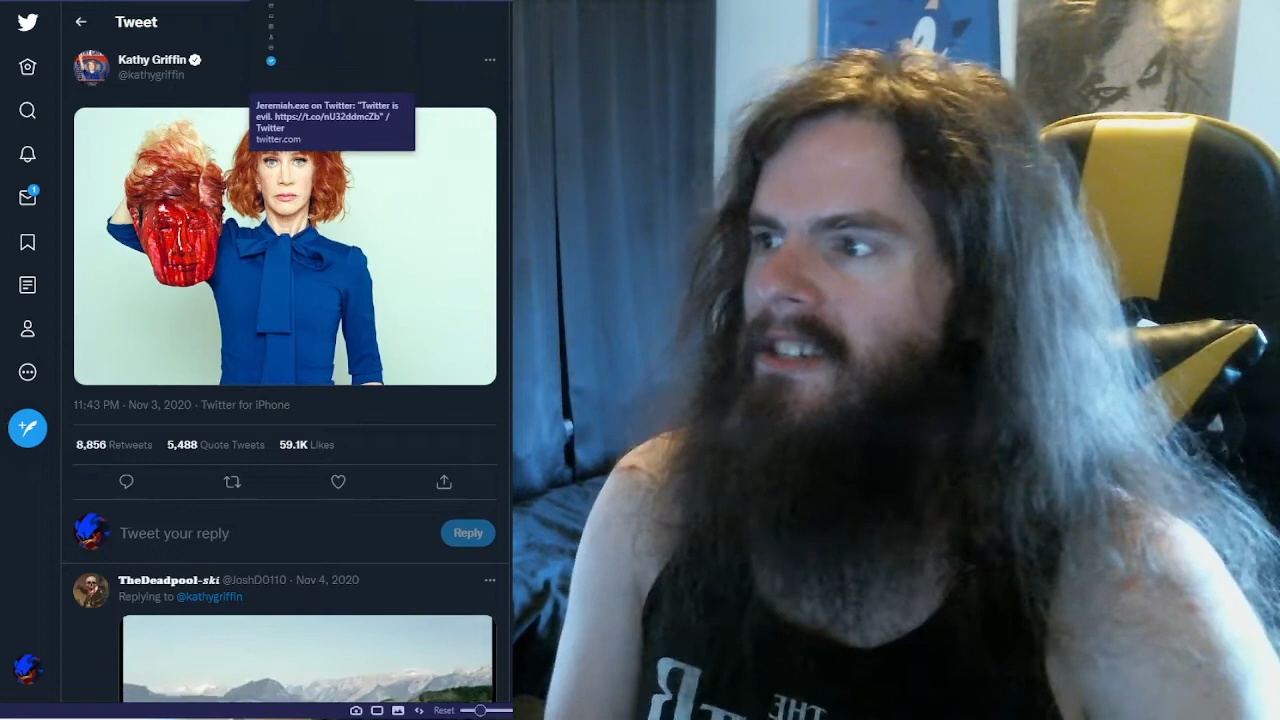 Tweet
Kathy Griffin
@kathygriffin
Jeremiah.exe on Twitter: "Twitter is
evil. https://t.co/nU32ddmcZb" /
Twitter
twitter.com
11:43 PM · Nov 3, 2020 · Twitter for iPhone
8,856 Retweets 5,488 Quote Tweets 59.1K Likes
Tweet your reply
Reply
TheDeadpool-ski @JoshD0110 · Nov 4, 2020
Replying to @kathygriffin
1
Reset
THE